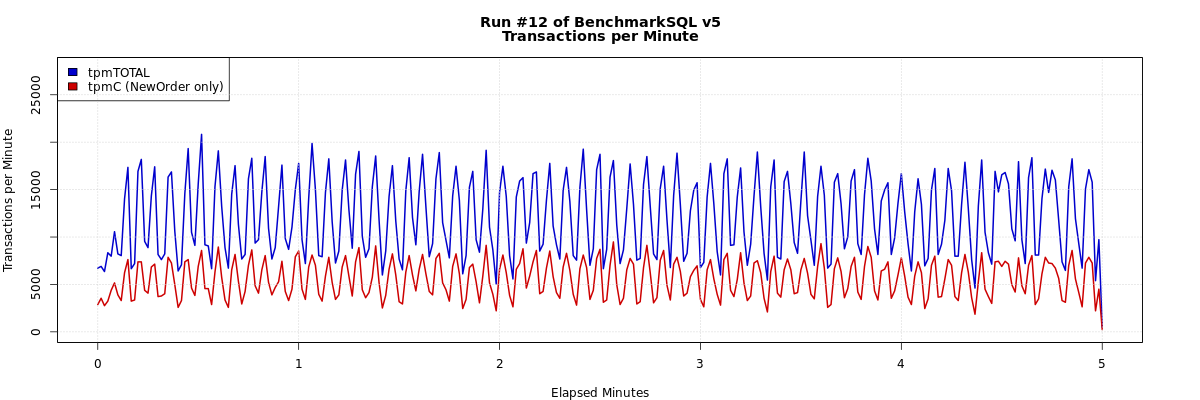 Run #12 of BenchmarkSQL v5
Transactions per Minute
tpmTOTAL
tpmC (NewOrder only)
Transactions per Minute
25000
15000
5000
0
0 1 2 3 4 5
Elapsed Minutes